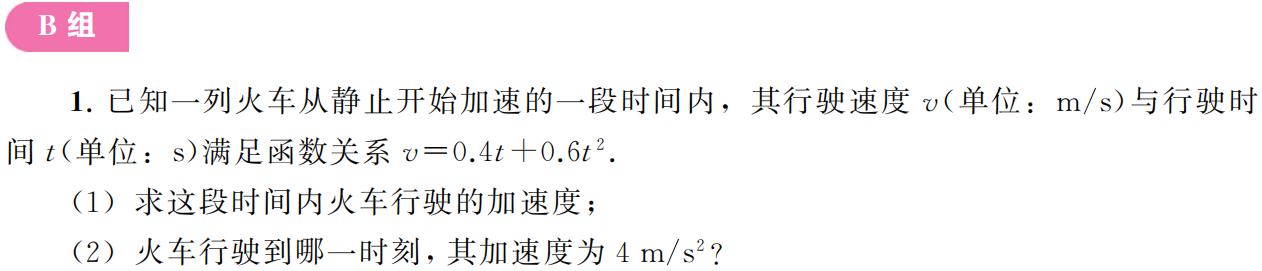 B 组
1. 已知一列火车从静止开始加速的一段时间内，其行驶速度 v(单位：m/s)与行驶时
间 t(单位：s)满足函数关系 v=0.4t+0.6t².
(1) 求这段时间内火车行驶的加速度；
(2) 火车行驶到哪一时刻，其加速度为 4 m/s²?